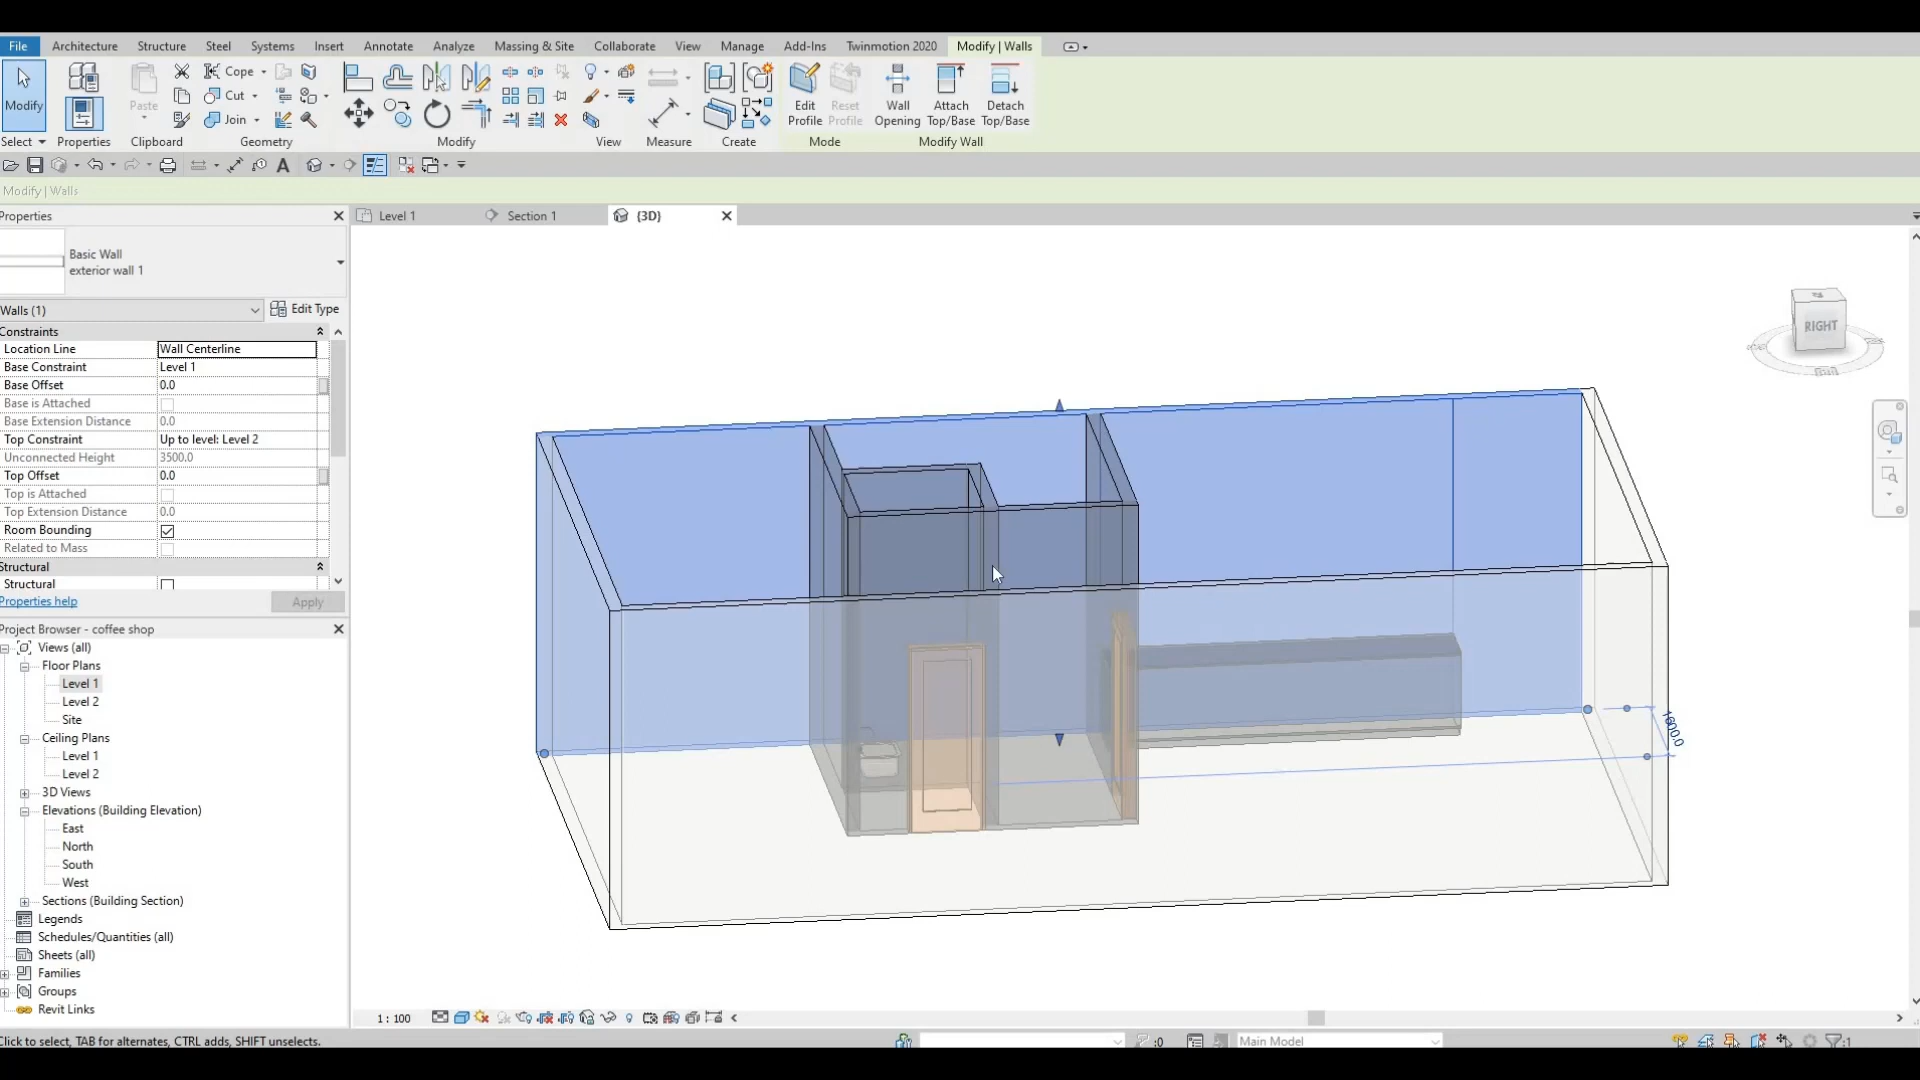 File Architecture Structure Steel Systems Insert Annotate Analyze Massing & Site Collaborate View Manage Add-Ins Twinmotion 2020 Modify | Walls
Modify Paste Cope Cut Join Edit Profile Reset Profile Wall Opening Attach Top/Base Detach Top/Base
Select Properties Clipboard Geometry Modify View Measure Create Mode Modify Wall
A
Modify | Walls
Properties
Level 1 Section 1 {3D}
Basic Wall
exterior wall 1
Walls (1) Edit Type
Constraints
Location Line Wall Centerline
Base Constraint Level 1
Base Offset 0.0
Base is Attached
Base Extension Distance 0.0
Top Constraint Up to level: Level 2
Unconnected Height 3500.0
Top Offset 0.0
Top is Attached
Top Extension Distance 0.0
Room Bounding
Related to Mass
Structural
Structural
Properties help Apply
Project Browser - coffee shop
Views (all)
Floor Plans
Level 1
Level 2
Site
Ceiling Plans
Level 1
Level 2
3D Views
Elevations (Building Elevation)
East
North
South
West
Sections (Building Section)
Legends
Schedules/Quantities (all)
Sheets (all)
Families
Groups
Revit Links
RIGHT
1600.0
1 : 100
Click to select, TAB for alternates, CTRL adds, SHIFT unselects.
:0 Main Model :1